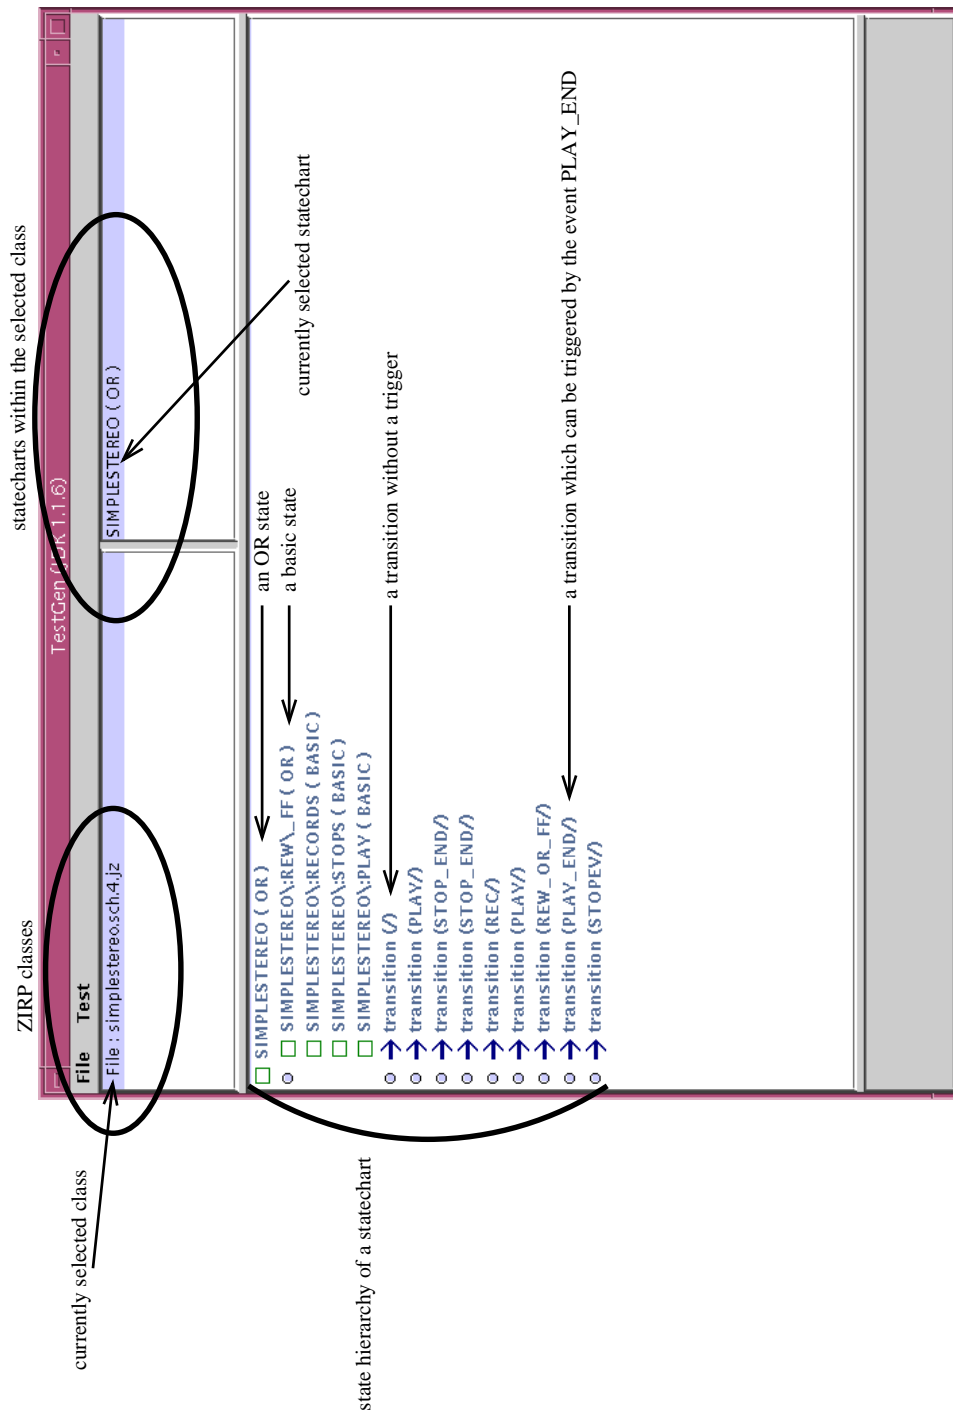 ZIRP classes
statecharts within the selected class
TestGen (JDK 1.1.6)
File Test
File : simplestereo.sch.4.jz
SIMPLESTEREO ( OR )
currently selected class
currently selected statechart
SIMPLESTEREO ( OR )
an OR state
SIMPLESTEREO\:REW\_FF ( OR )
a basic state
SIMPLESTEREO\:RECORDS ( BASIC )
SIMPLESTEREO\:STOPS ( BASIC )
SIMPLESTEREO\:PLAY ( BASIC )
transition (/)
a transition without a trigger
transition (PLAY/)
transition (STOP_END/)
transition (STOP_END/)
transition (REC/)
transition (PLAY/)
transition (REW_OR_FF/)
transition (PLAY_END/)
a transition which can be triggered by the event PLAY_END
transition (STOPEV/)
state hierarchy of a statechart